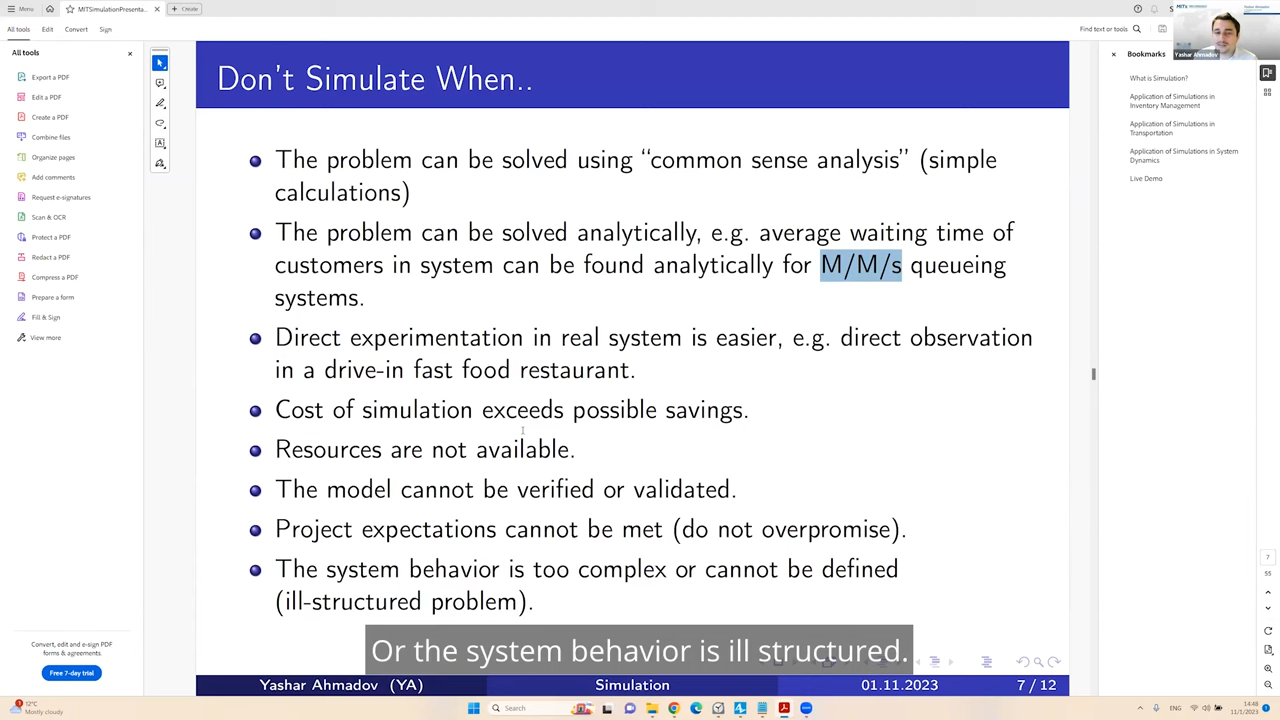 Menu
MITSimulationPresenta...
Create
All tools
Edit
Convert
Sign
Find text or tools
All tools
Export a PDF
Edit a PDF
Create a PDF
Combine files
Organize pages
Add comments
Request e-signatures
Scan & OCR
Protect a PDF
Redact a PDF
Compress a PDF
Prepare a form
Fill & Sign
View more
Convert, edit and e-sign PDF
forms & agreements
Free 7-day trial
Don't Simulate When..
The problem can be solved using “common sense analysis” (simple
calculations)
The problem can be solved analytically, e.g. average waiting time of
customers in system can be found analytically for M/M/s queueing
systems.
Direct experimentation in real system is easier, e.g. direct observation
in a drive-in fast food restaurant.
Cost of simulation exceeds possible savings.
Resources are not available.
The model cannot be verified or validated.
Project expectations cannot be met (do not overpromise).
The system behavior is too complex or cannot be defined
(ill-structured problem).
Or the system behavior is ill structured.
Yashar Ahmadov (YA)
Simulation
01.11.2023
7 / 12
Yashar Ahmadov
Bookmarks
What is Simulation?
Application of Simulations in
Inventory Management
Application of Simulations in
Transportation
Application of Simulations in System
Dynamics
Live Demo
7
55
12°C
Mostly cloudy
Search
ENG
14:48
11/1/2023